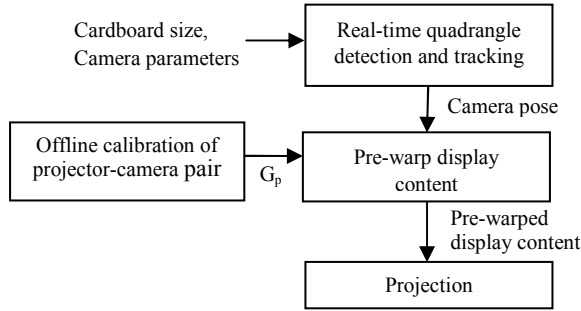 Cardboard size,
Camera parameters
Real-time quadrangle
detection and tracking
Camera pose
Offline calibration of
projector-camera pair
Gp
Pre-warp display
content
Pre-warped
display content
Projection